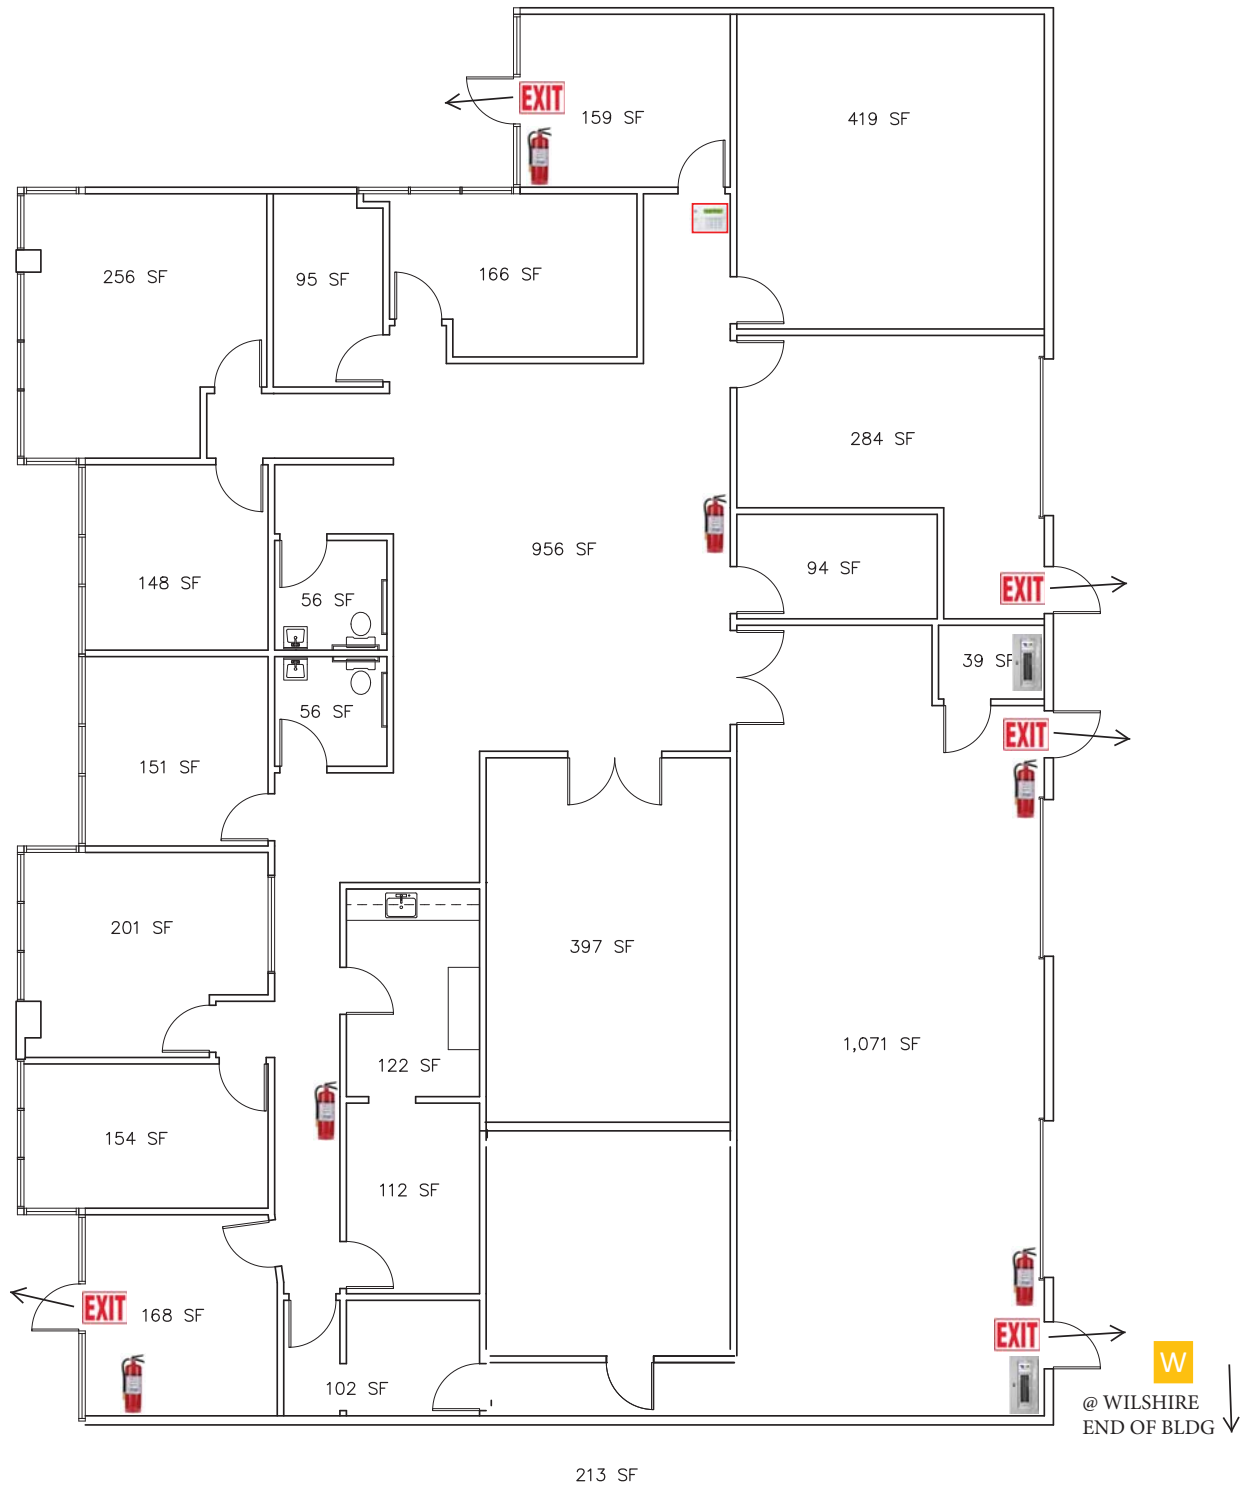 EXIT
159 SF
419 SF
256 SF
95 SF
166 SF
284 SF
956 SF
94 SF
148 SF
56 SF
EXIT
39 SF
56 SF
EXIT
151 SF
201 SF
397 SF
1,071 SF
122 SF
154 SF
112 SF
EXIT
168 SF
EXIT
W
102 SF
@ WILSHIRE
END OF BLDG
213 SF